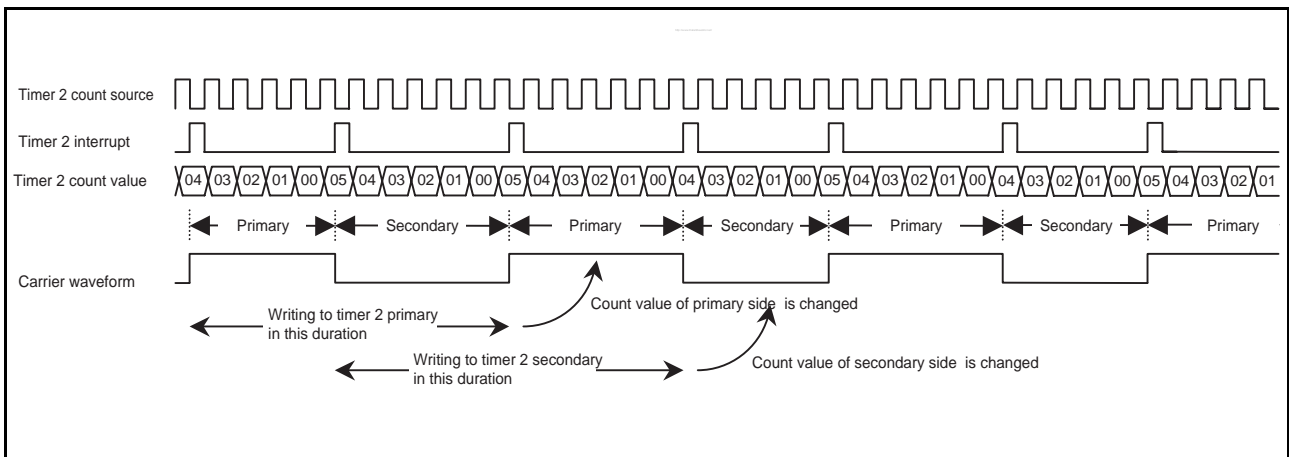 Timer 2 count source
Timer 2 interrupt
Timer 2 count value 04 03 02 01 00 05 04 03 02 01 00 05 04 03 02 01 00 04 03 02 01 00 05 04 03 02 01 00 04 03 02 01 00 05 04 03 02 01
Primary Secondary Primary Secondary Primary Secondary Primary
Carrier waveform
Count value of primary side is changed
Writing to timer 2 primary
in this duration
Writing to timer 2 secondary
in this duration
Count value of secondary side is changed